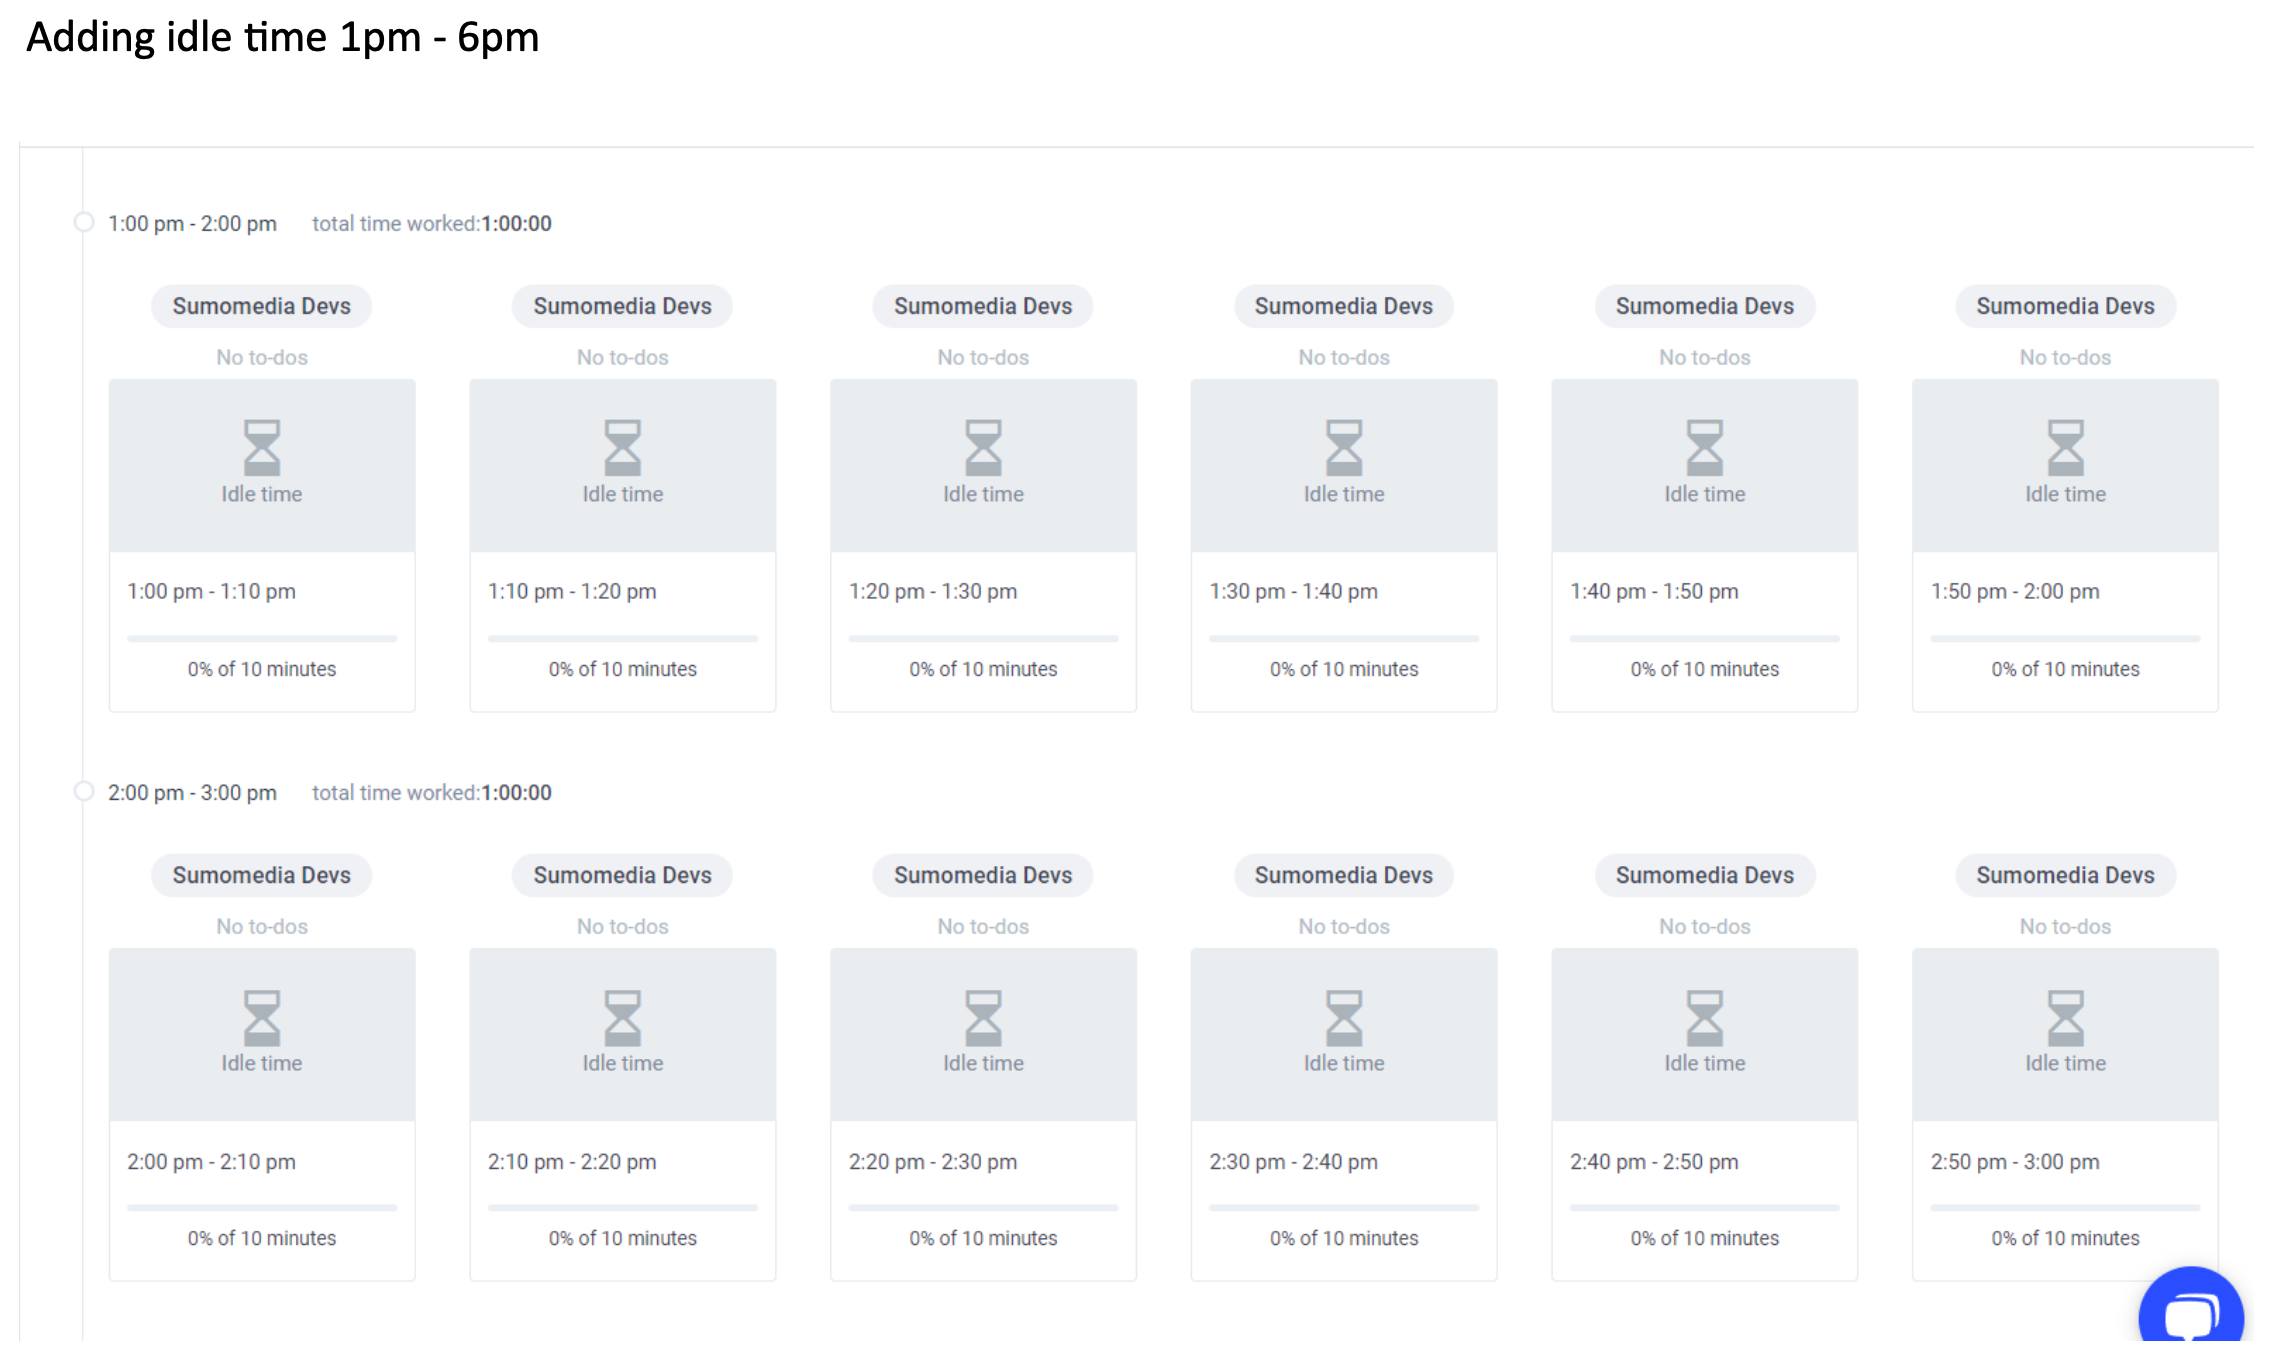 Adding idle time 1pm - 6pm
1:00 pm - 2:00 pm total time worked:1:00:00
Sumomedia Devs Sumomedia Devs Sumomedia Devs Sumomedia Devs Sumomedia Devs Sumomedia Devs
No to-dos No to-dos No to-dos No to-dos No to-dos No to-dos
Idle time Idle time Idle time Idle time Idle time Idle time
1:00 pm - 1:10 pm 1:10 pm - 1:20 pm 1:20 pm - 1:30 pm 1:30 pm - 1:40 pm 1:40 pm - 1:50 pm 1:50 pm - 2:00 pm
0% of 10 minutes 0% of 10 minutes 0% of 10 minutes 0% of 10 minutes 0% of 10 minutes 0% of 10 minutes
2:00 pm - 3:00 pm total time worked:1:00:00
Sumomedia Devs Sumomedia Devs Sumomedia Devs Sumomedia Devs Sumomedia Devs Sumomedia Devs
No to-dos No to-dos No to-dos No to-dos No to-dos No to-dos
Idle time Idle time Idle time Idle time Idle time Idle time
2:00 pm - 2:10 pm 2:10 pm - 2:20 pm 2:20 pm - 2:30 pm 2:30 pm - 2:40 pm 2:40 pm - 2:50 pm 2:50 pm - 3:00 pm
0% of 10 minutes 0% of 10 minutes 0% of 10 minutes 0% of 10 minutes 0% of 10 minutes 0% of 10 minutes